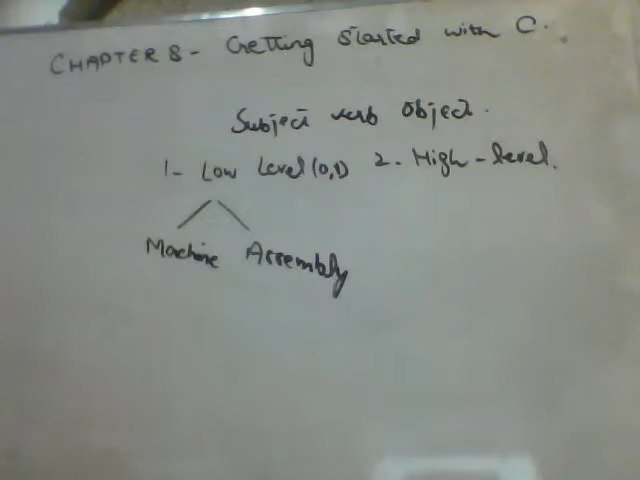 CHAPTER 8 - Getting Started with C.
Subject verb object.
1- Low Level (0,1) 2- High-level.
Machine Assembly